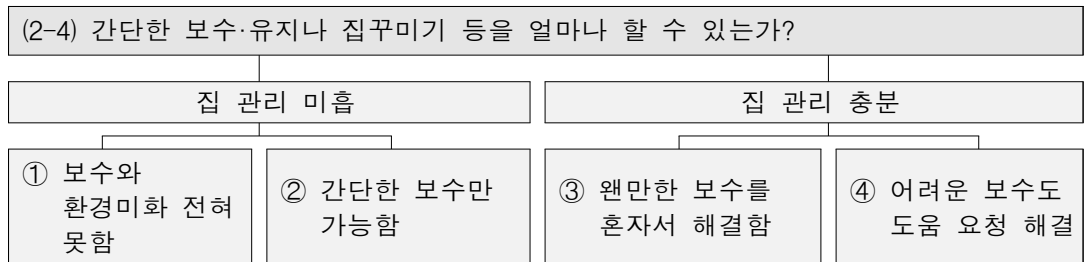 (2-4) 간단한 보수·유지나 집꾸미기 등을 얼마나 할 수 있는가?
집 관리 미흡
집 관리 충분
① 보수와
환경미화 전혀
못함
② 간단한 보수만
가능함
③ 왠만한 보수를
혼자서 해결함
④ 어려운 보수도
도움 요청 해결